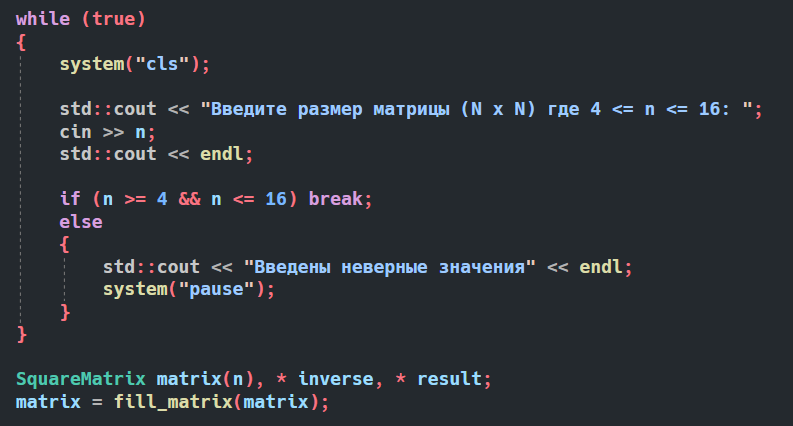 while (true)
{
system("cls");
std::cout << "Введите размер матрицы (N x N) где 4 <= n <= 16: ";
cin >> n;
std::cout << endl;
if (n >= 4 && n <= 16) break;
else
{
std::cout << "Введены неверные значения" << endl;
system("pause");
}
}
SquareMatrix matrix(n), * inverse, * result;
matrix = fill_matrix(matrix);